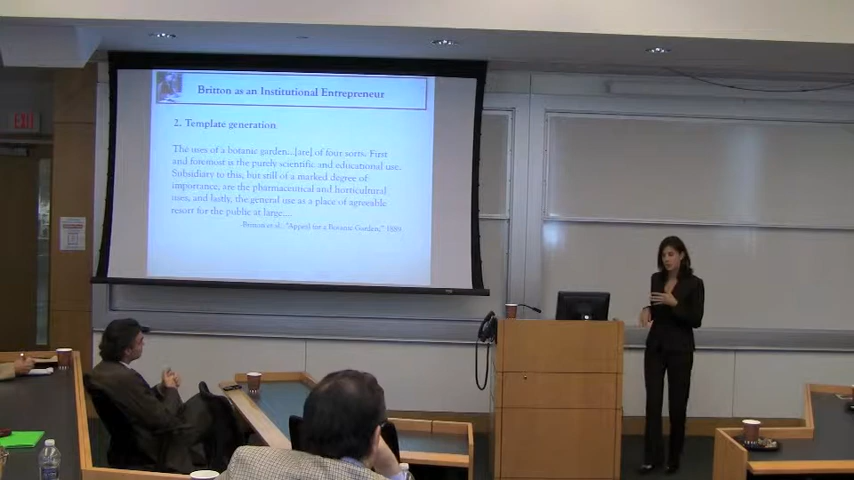 EXIT
Britton as an Institutional Entrepreneur
2. Template generation
The uses of a botanic garden...[are] of four sorts. First
and foremost is the purely scientific and educational use.
Subsidiary to this, but still of a marked degree of
importance, are the pharmaceutical and horticultural
uses, and lastly, the general use as a place of agreeable
resort for the public at large...
-Britton et al., "Appeal for a Botanic Garden," 1889